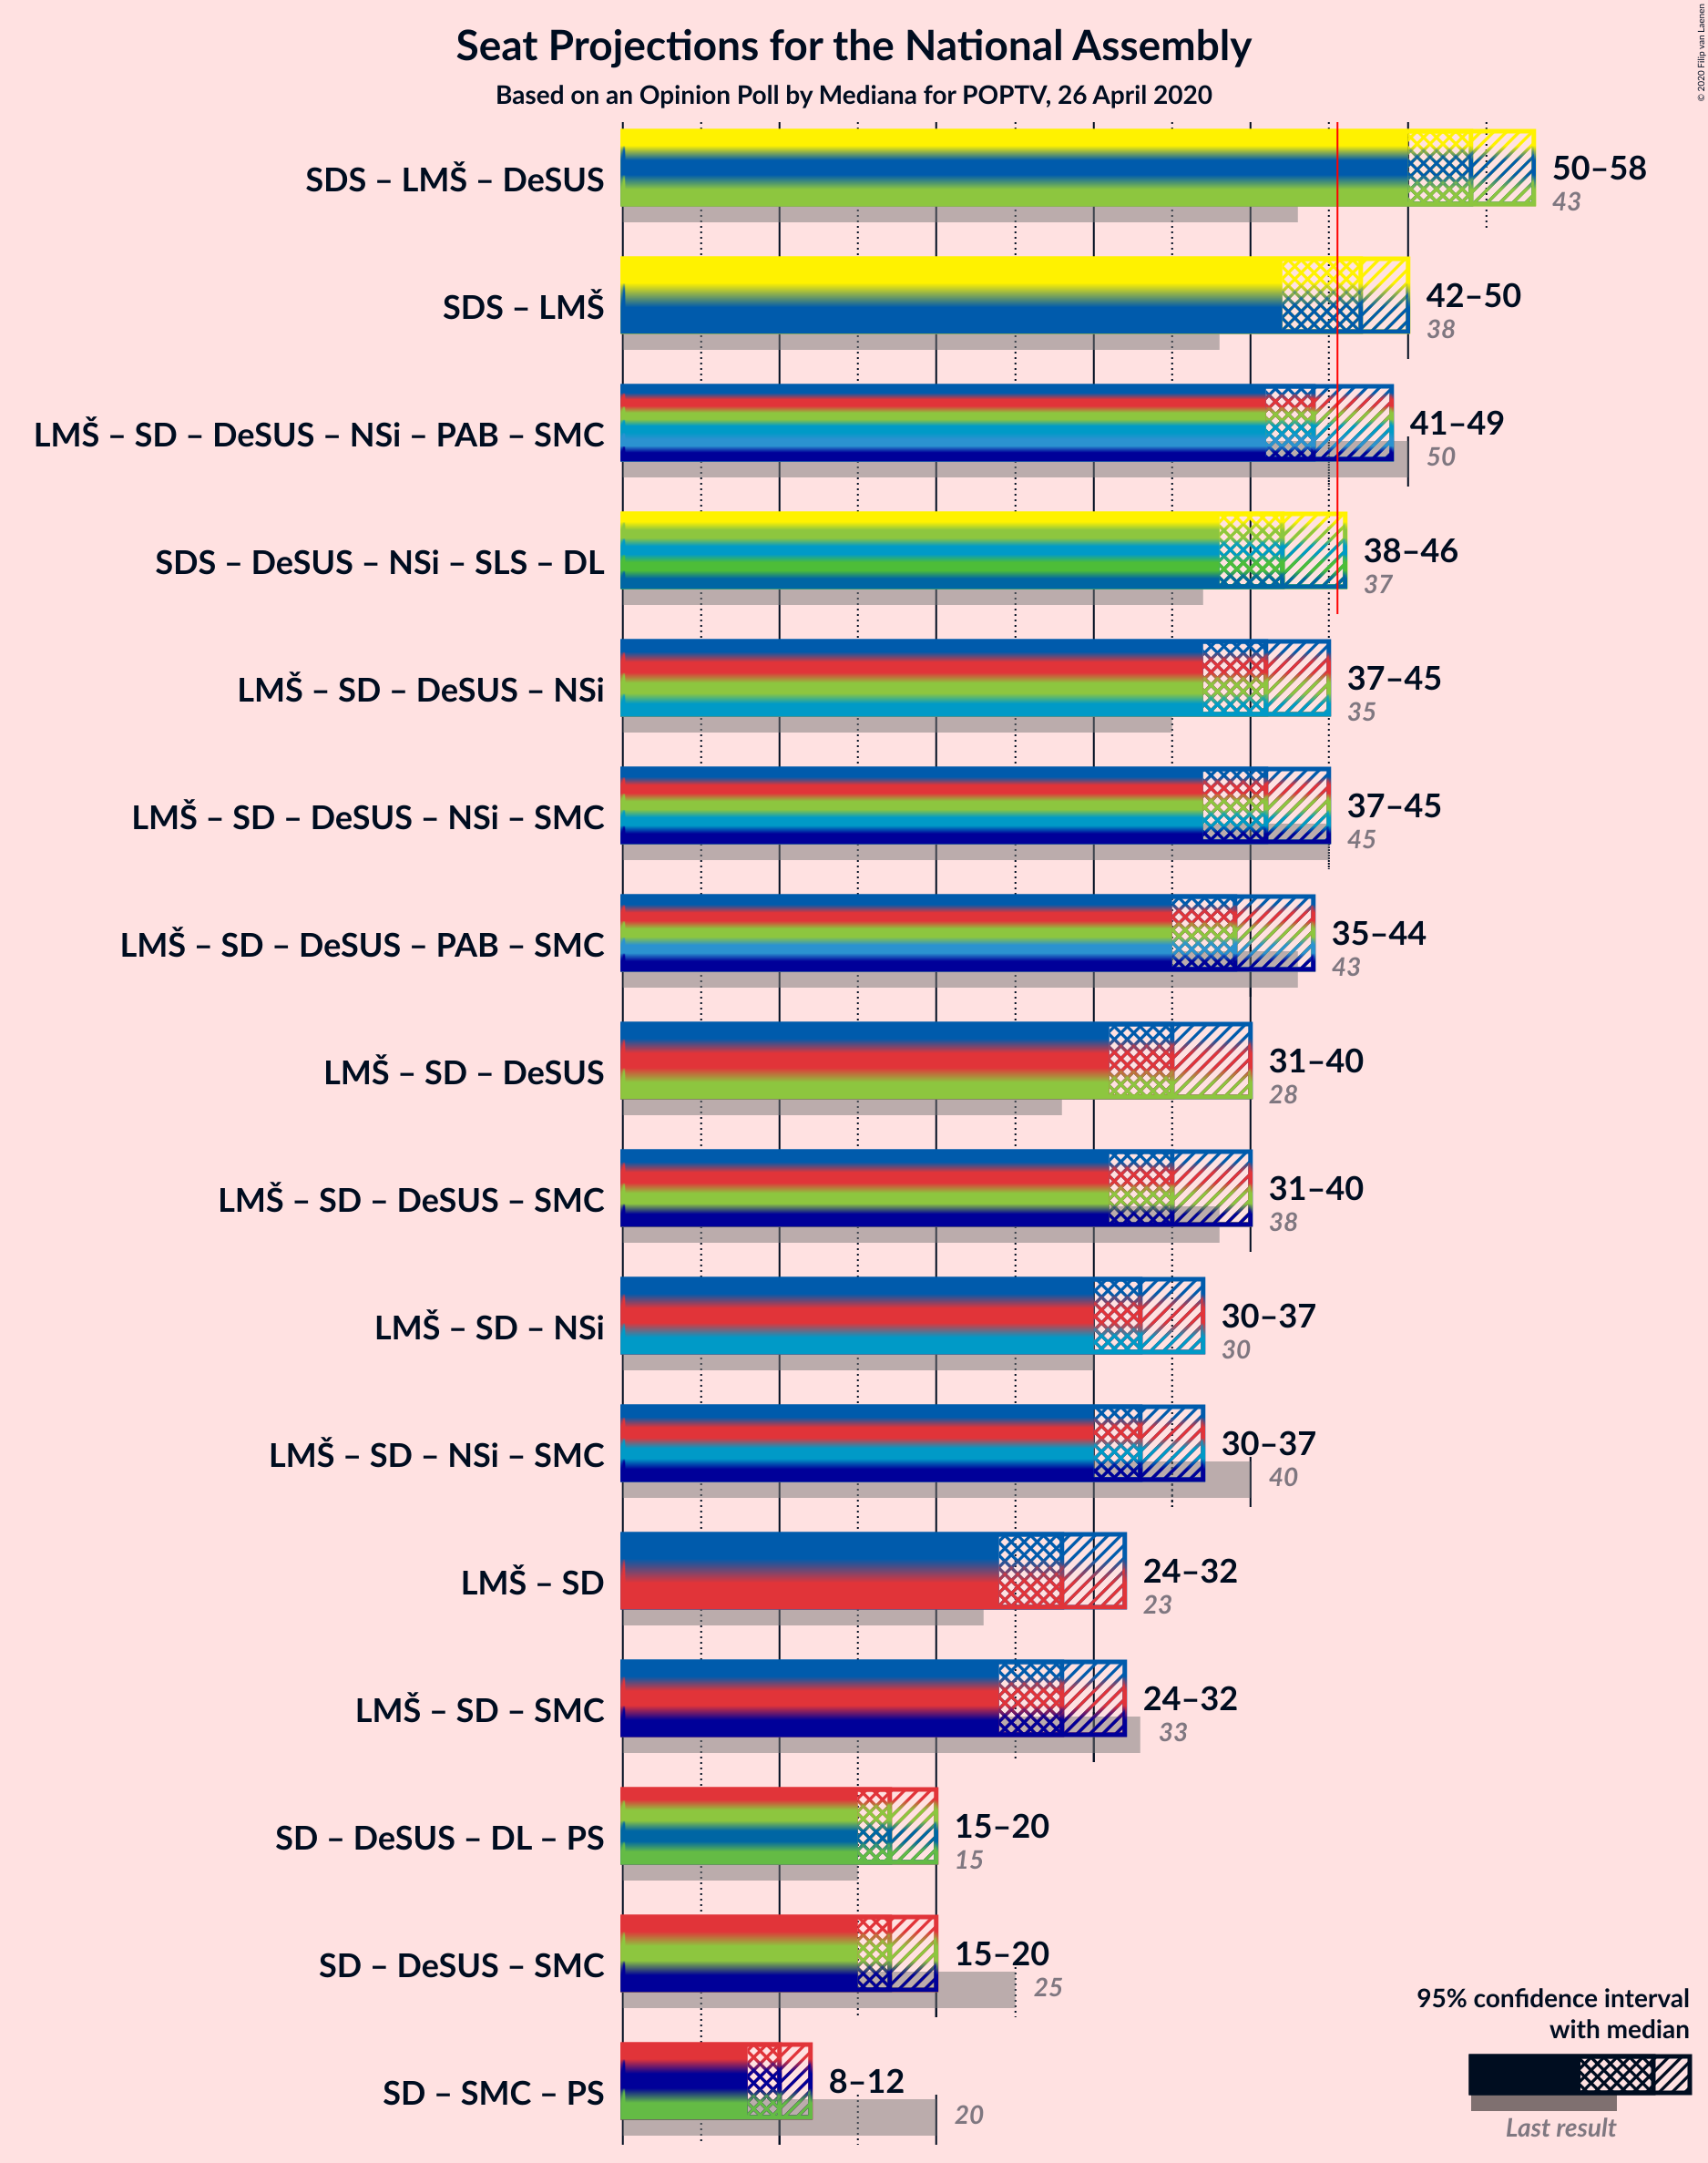 Seat Projections for the National Assembly
Based on an Opinion Poll by Mediana for POPTV, 26 April 2020
© 2020 Filip van Laenen
SDS – LMŠ – DeSUS
50–58
43
SDS – LMŠ
42–50
38
LMŠ – SD – DeSUS – NSi – PAB – SMC
41–49
50
SDS – DeSUS – NSi – SLS – DL
38–46
37
LMŠ – SD – DeSUS – NSi
37–45
35
LMŠ – SD – DeSUS – NSi – SMC
37–45
45
LMŠ – SD – DeSUS – PAB – SMC
35–44
43
LMŠ – SD – DeSUS
31–40
28
LMŠ – SD – DeSUS – SMC
31–40
38
LMŠ – SD – NSi
30–37
30
LMŠ – SD – NSi – SMC
30–37
40
LMŠ – SD
24–32
23
LMŠ – SD – SMC
24–32
33
SD – DeSUS – DL – PS
15–20
15
SD – DeSUS – SMC
15–20
25
SD – SMC – PS
8–12
20
95% confidence interval
with median
Last result